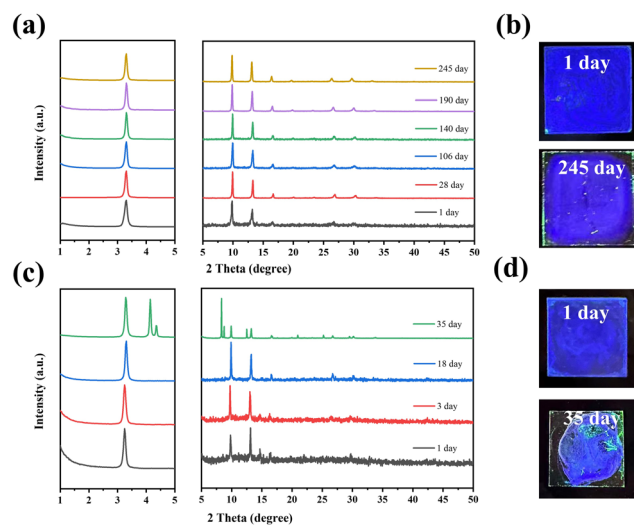 (a)
(b)
Intensity (a.u.)
245 day
190 day
140 day
106 day
28 day
1 day
1 2 3 4 5
5 10 15 20 25 30 35 40 45 50
2 Theta (degree)
1 day
245 day
(c)
(d)
Intensity (a.u.)
35 day
18 day
3 day
1 day
1 2 3 4 5
5 10 15 20 25 30 35 40 45 50
2 Theta (degree)
1 day
35 day